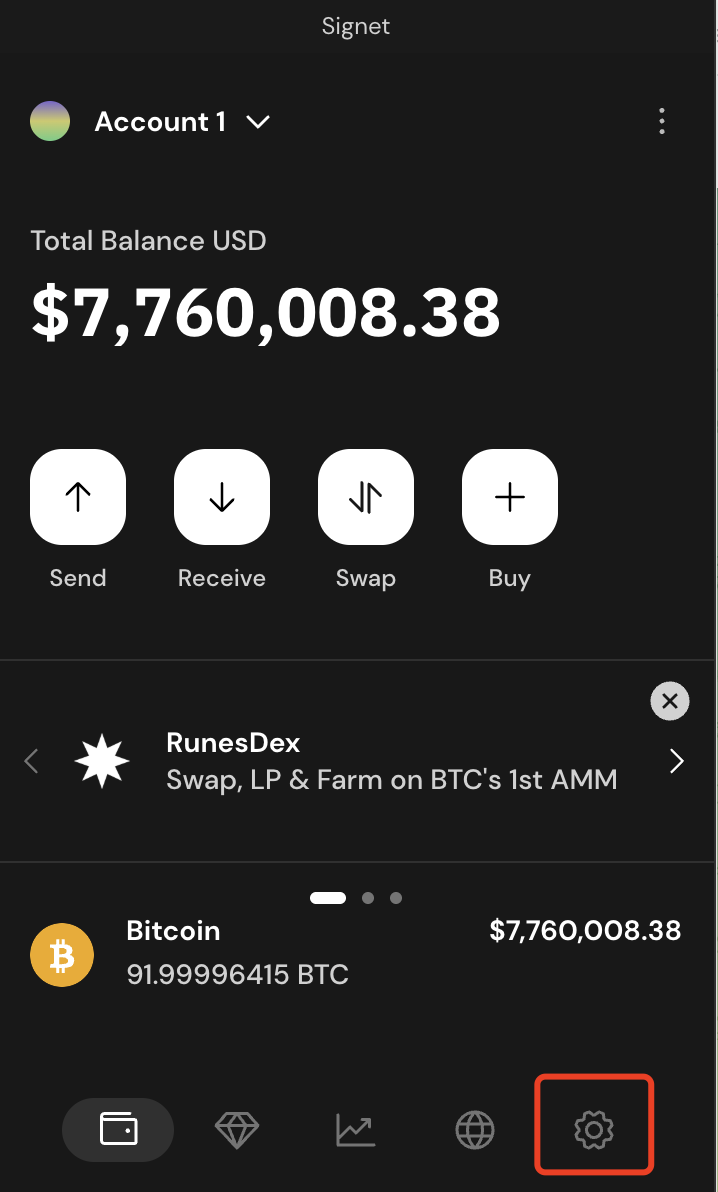 Signet
Account 1
Total Balance USD
$7,760,008.38
Send Receive Swap Buy
RunesDex
Swap, LP & Farm on BTC's 1st AMM
Bitcoin $7,760,008.38
91.99996415 BTC